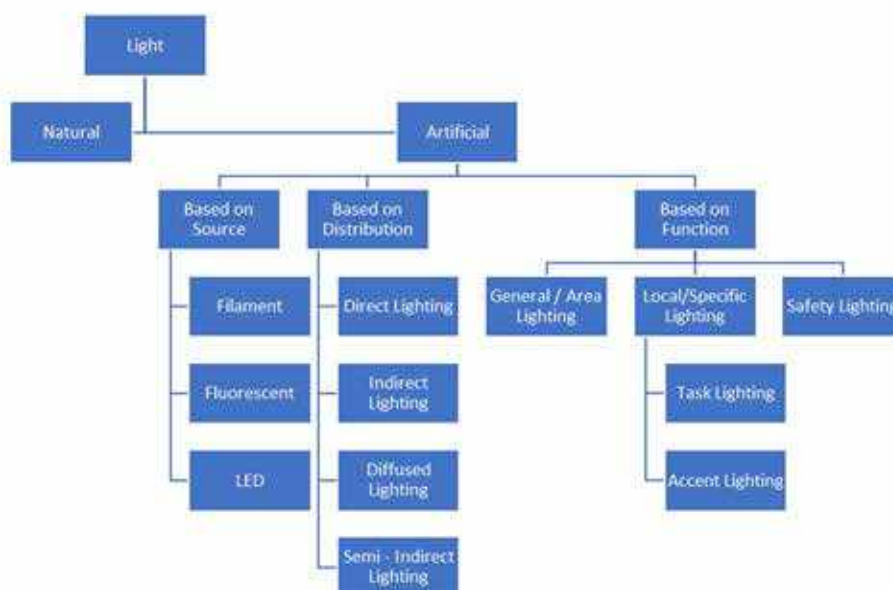 Light
Natural
Artificial
Based on
Source
Based on
Distribution
Based on
Function
Filament
Direct Lighting
General / Area
Lighting
Local/Specific
Lighting
Safety Lighting
Fluorescent
Indirect
Lighting
Task Lighting
LED
Diffused
Lighting
Accent Lighting
Semi - Indirect
Lighting